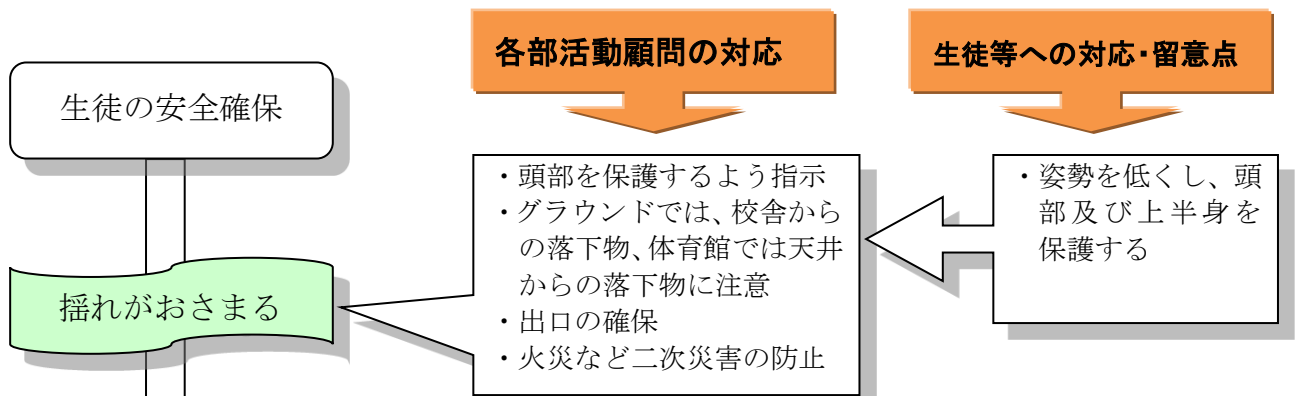 各部活動顧問の対応
生徒等への対応・留意点
生徒の安全確保
・頭部を保護するよう指示
・グラウンドでは、校舎から
の落下物、体育館では天井
からの落下物に注意
・出口の確保
・火災など二次災害の防止
・姿勢を低くし、頭
部及び上半身を
保護する
揺れがおさまる